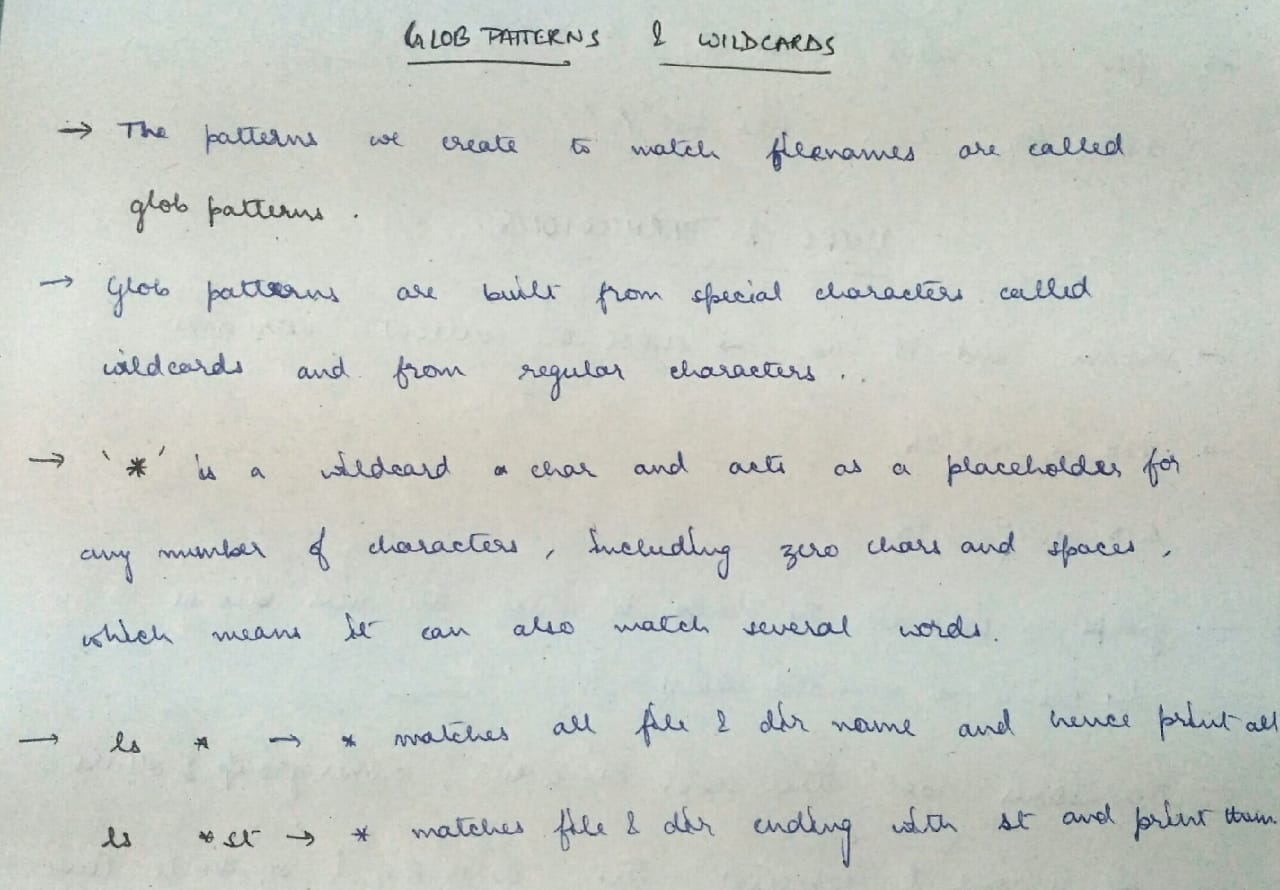 GLOB PATTERNS & WILDCARDS
→ The patterns we create to match filenames are called
glob patterns.
→ Glob patterns are built from special characters called
wildcards and from regular characters..
→ '*' is a wildcard char and acts as a placeholder for
any number of characters, including zero chars and spaces,
which means it can also match several words.
→ ls * → * matches all file & dir name and hence print all
ls *st → * matches file & dir ending with st and print them.